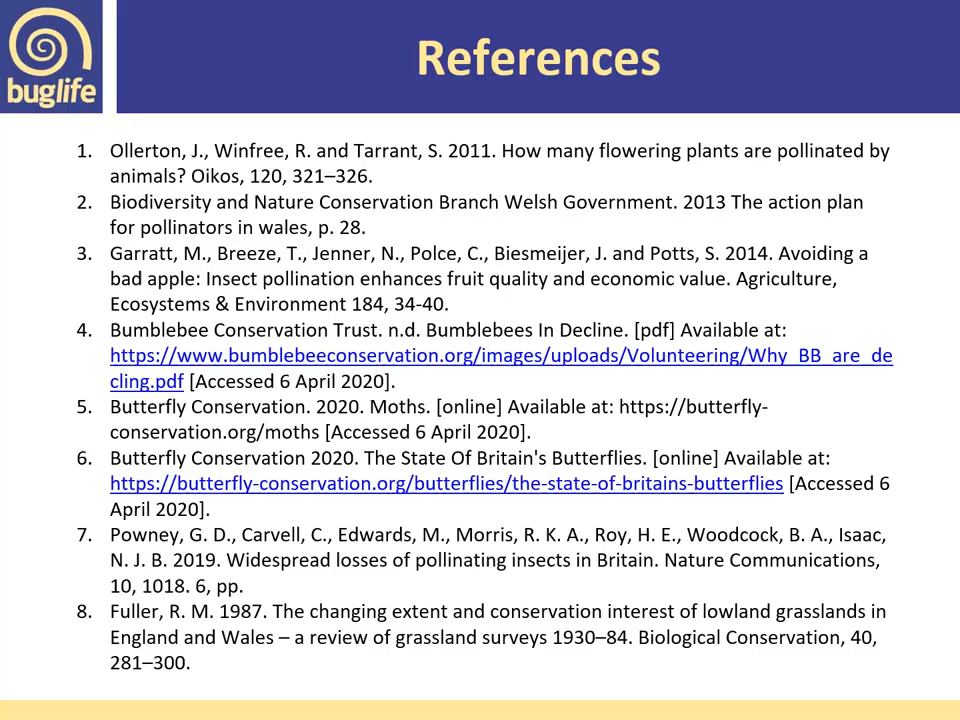 buglife
References
1. Ollerton, J., Winfree, R. and Tarrant, S. 2011. How many flowering plants are pollinated by
animals? Oikos, 120, 321–326.
2. Biodiversity and Nature Conservation Branch Welsh Government. 2013 The action plan
for pollinators in wales, p. 28.
3. Garratt, M., Breeze, T., Jenner, N., Polce, C., Biesmeijer, J. and Potts, S. 2014. Avoiding a
bad apple: Insect pollination enhances fruit quality and economic value. Agriculture,
Ecosystems & Environment 184, 34-40.
4. Bumblebee Conservation Trust. n.d. Bumblebees In Decline. [pdf] Available at:
https://www.bumblebeeconservation.org/images/uploads/Volunteering/Why_BB_are_de
cling.pdf [Accessed 6 April 2020].
5. Butterfly Conservation. 2020. Moths. [online] Available at: https://butterfly-
conservation.org/moths [Accessed 6 April 2020].
6. Butterfly Conservation 2020. The State Of Britain's Butterflies. [online] Available at:
https://butterfly-conservation.org/butterflies/the-state-of-britains-butterflies [Accessed 6
April 2020].
7. Powney, G. D., Carvell, C., Edwards, M., Morris, R. K. A., Roy, H. E., Woodcock, B. A., Isaac,
N. J. B. 2019. Widespread losses of pollinating insects in Britain. Nature Communications,
10, 1018. 6, pp.
8. Fuller, R. M. 1987. The changing extent and conservation interest of lowland grasslands in
England and Wales – a review of grassland surveys 1930–84. Biological Conservation, 40,
281–300.